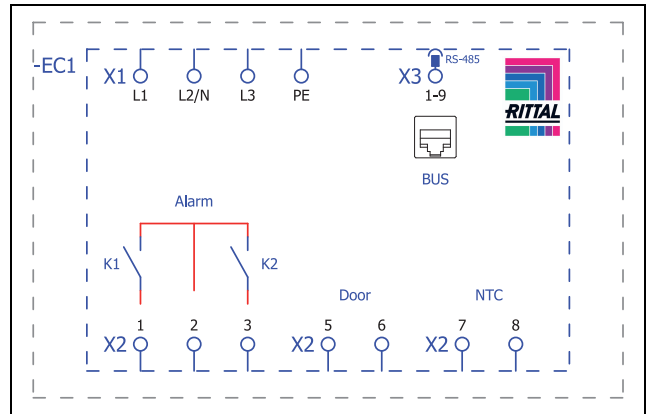 -EC1
X1 L1 L2/N L3 PE
X3 RS-485 1-9
RITTAL
BUS
Alarm
K1 K2
Door NTC
X2 1 2 3 X2 5 6 X2 7 8